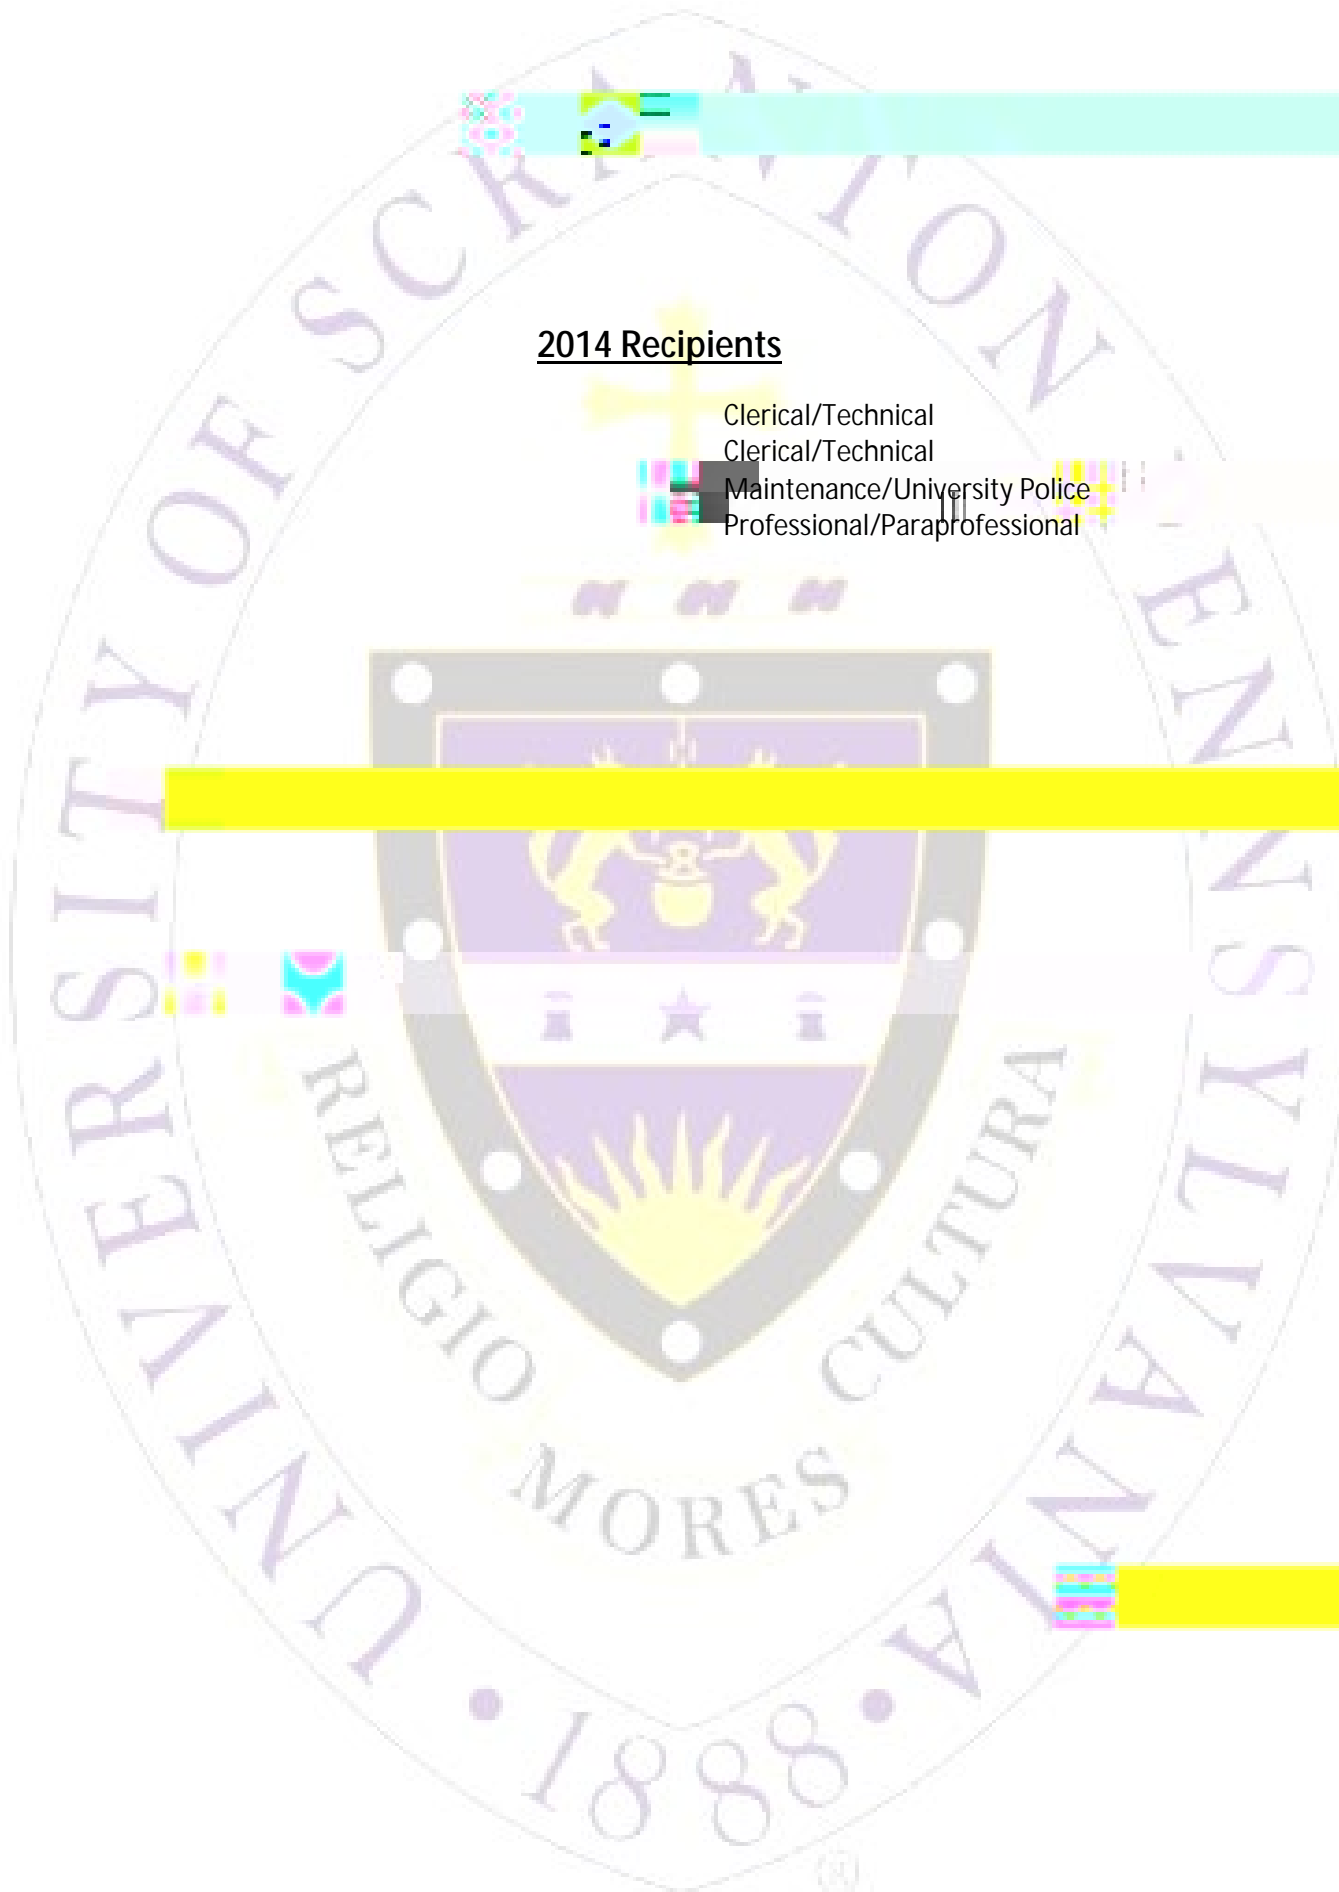 UNIVERSITY OF SCRANTON
PENNSYLVANIA
2014 Recipients
Clerical/Technical
Clerical/Technical
Maintenance/University Police
Professional/Paraprofessional
RELIGIO
MORES
CULTURA
• 1888 •